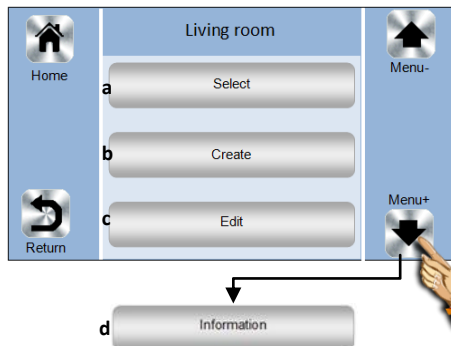 Living room
Home
Menu-
a Select
b Create
c Edit
Return
Menu+
d Information